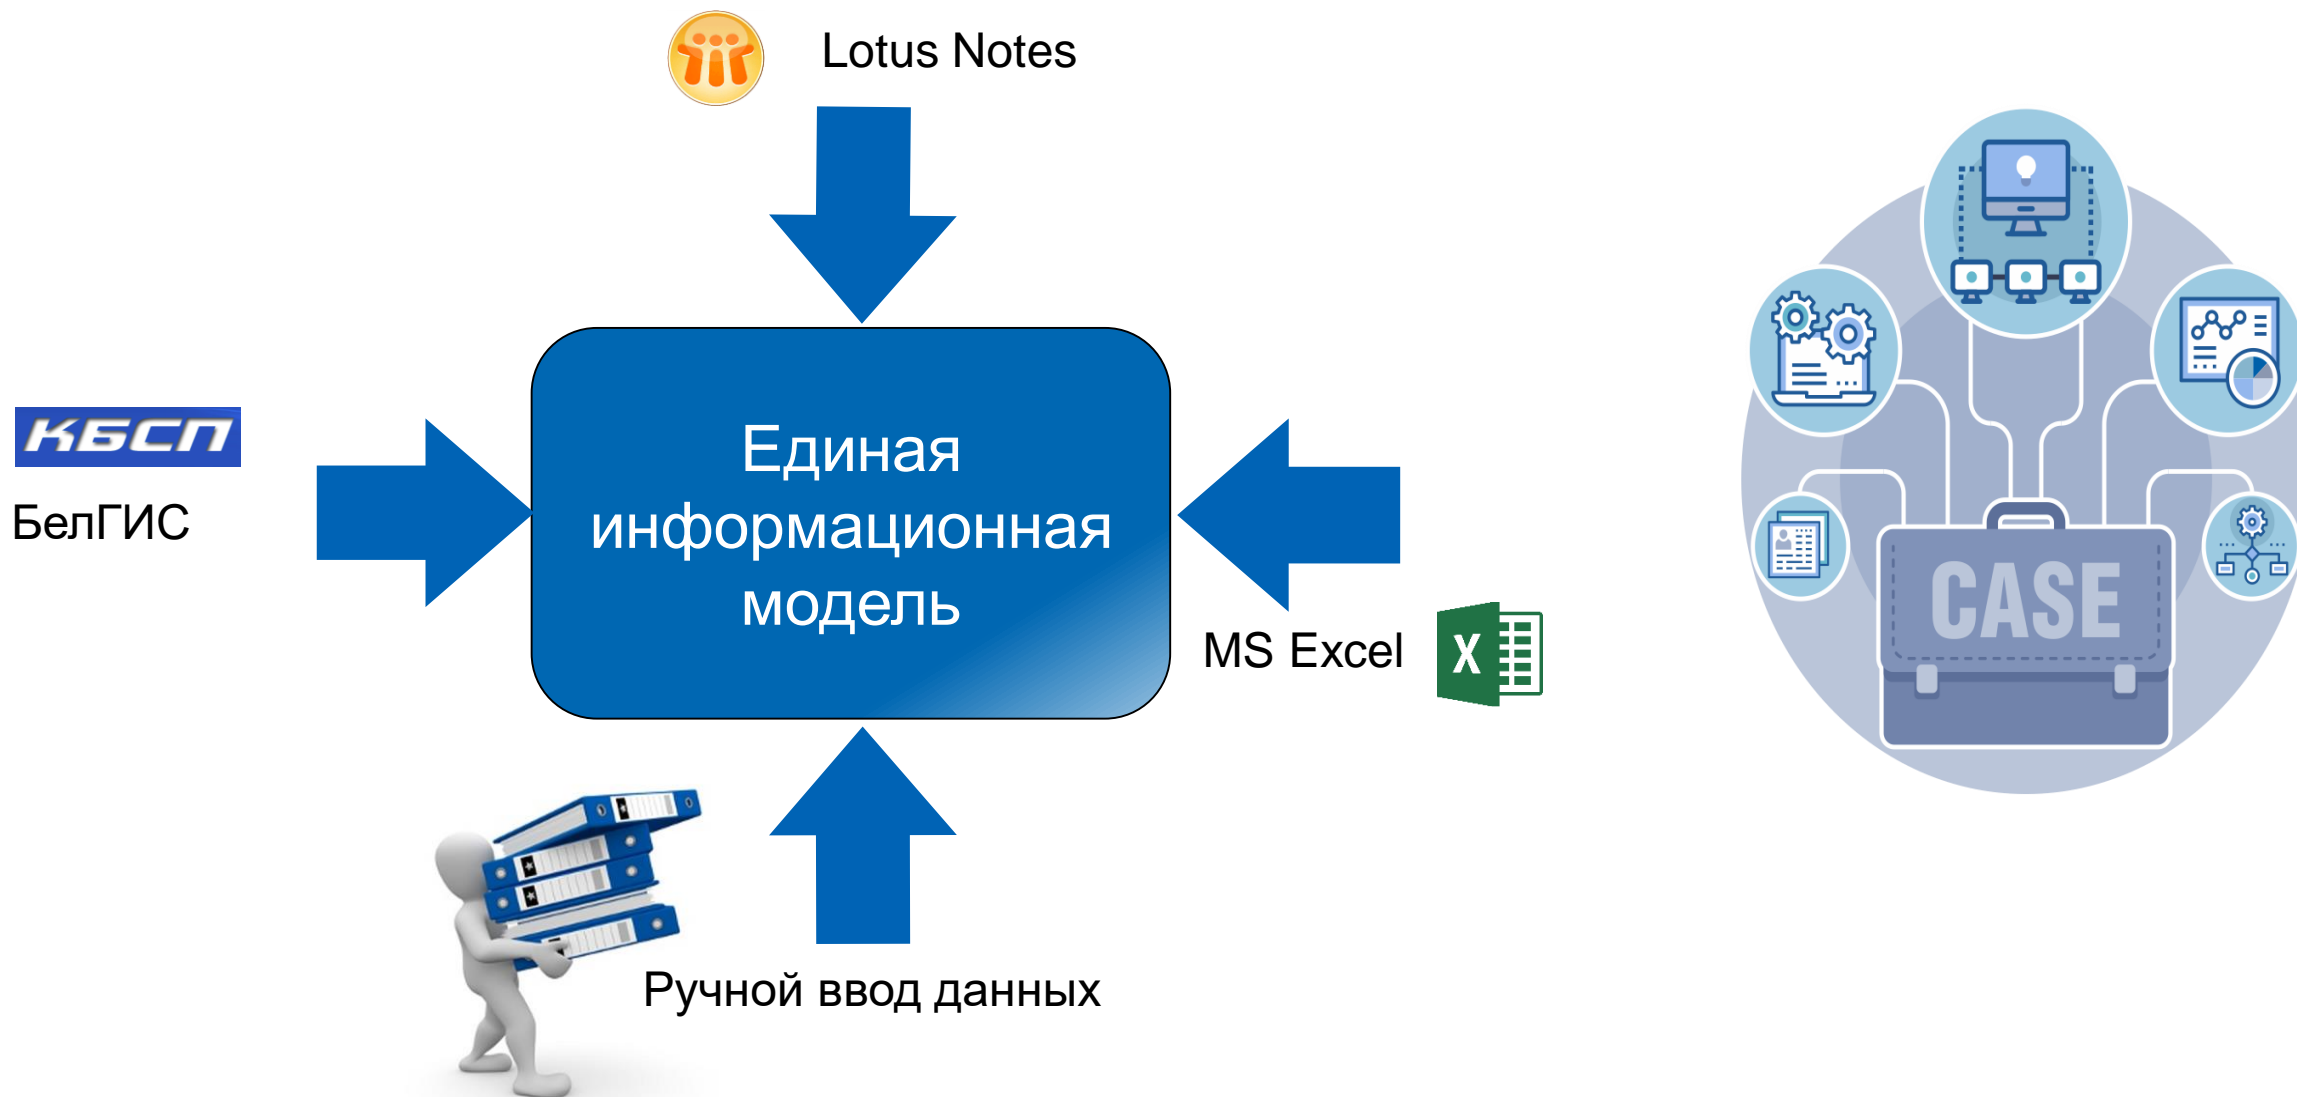 Lotus Notes
КБСП
БелГИС
Единая
информационная
модель
CASE
MS Excel
X
Ручной ввод данных